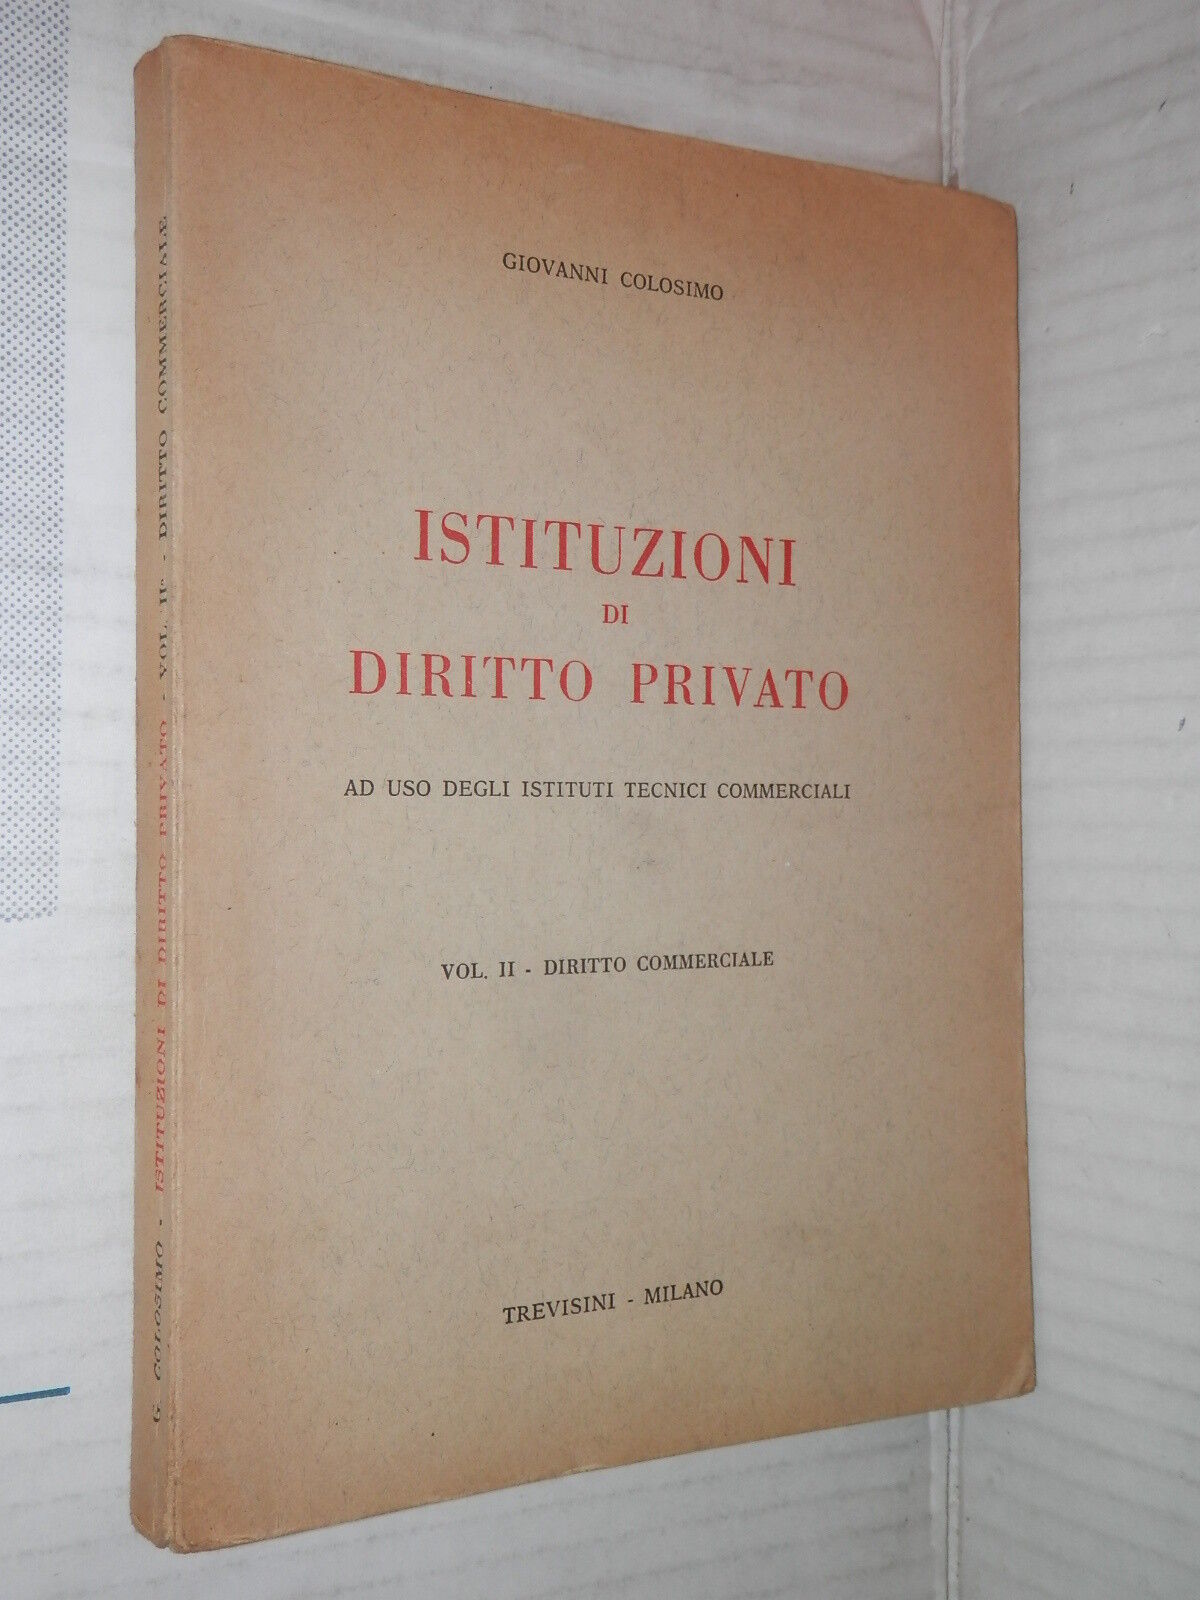 GIOVANNI COLOSIMO
ISTITUZIONI
DI
DIRITTO PRIVATO
AD USO DEGLI ISTITUTI TECNICI COMMERCIALI
VOL. II - DIRITTO COMMERCIALE
TREVISINI - MILANO
G. COLOSIMO - ISTITUZIONI DI DIRITTO PRIVATO - VOL. IIº - DIRITTO COMMERCIALE